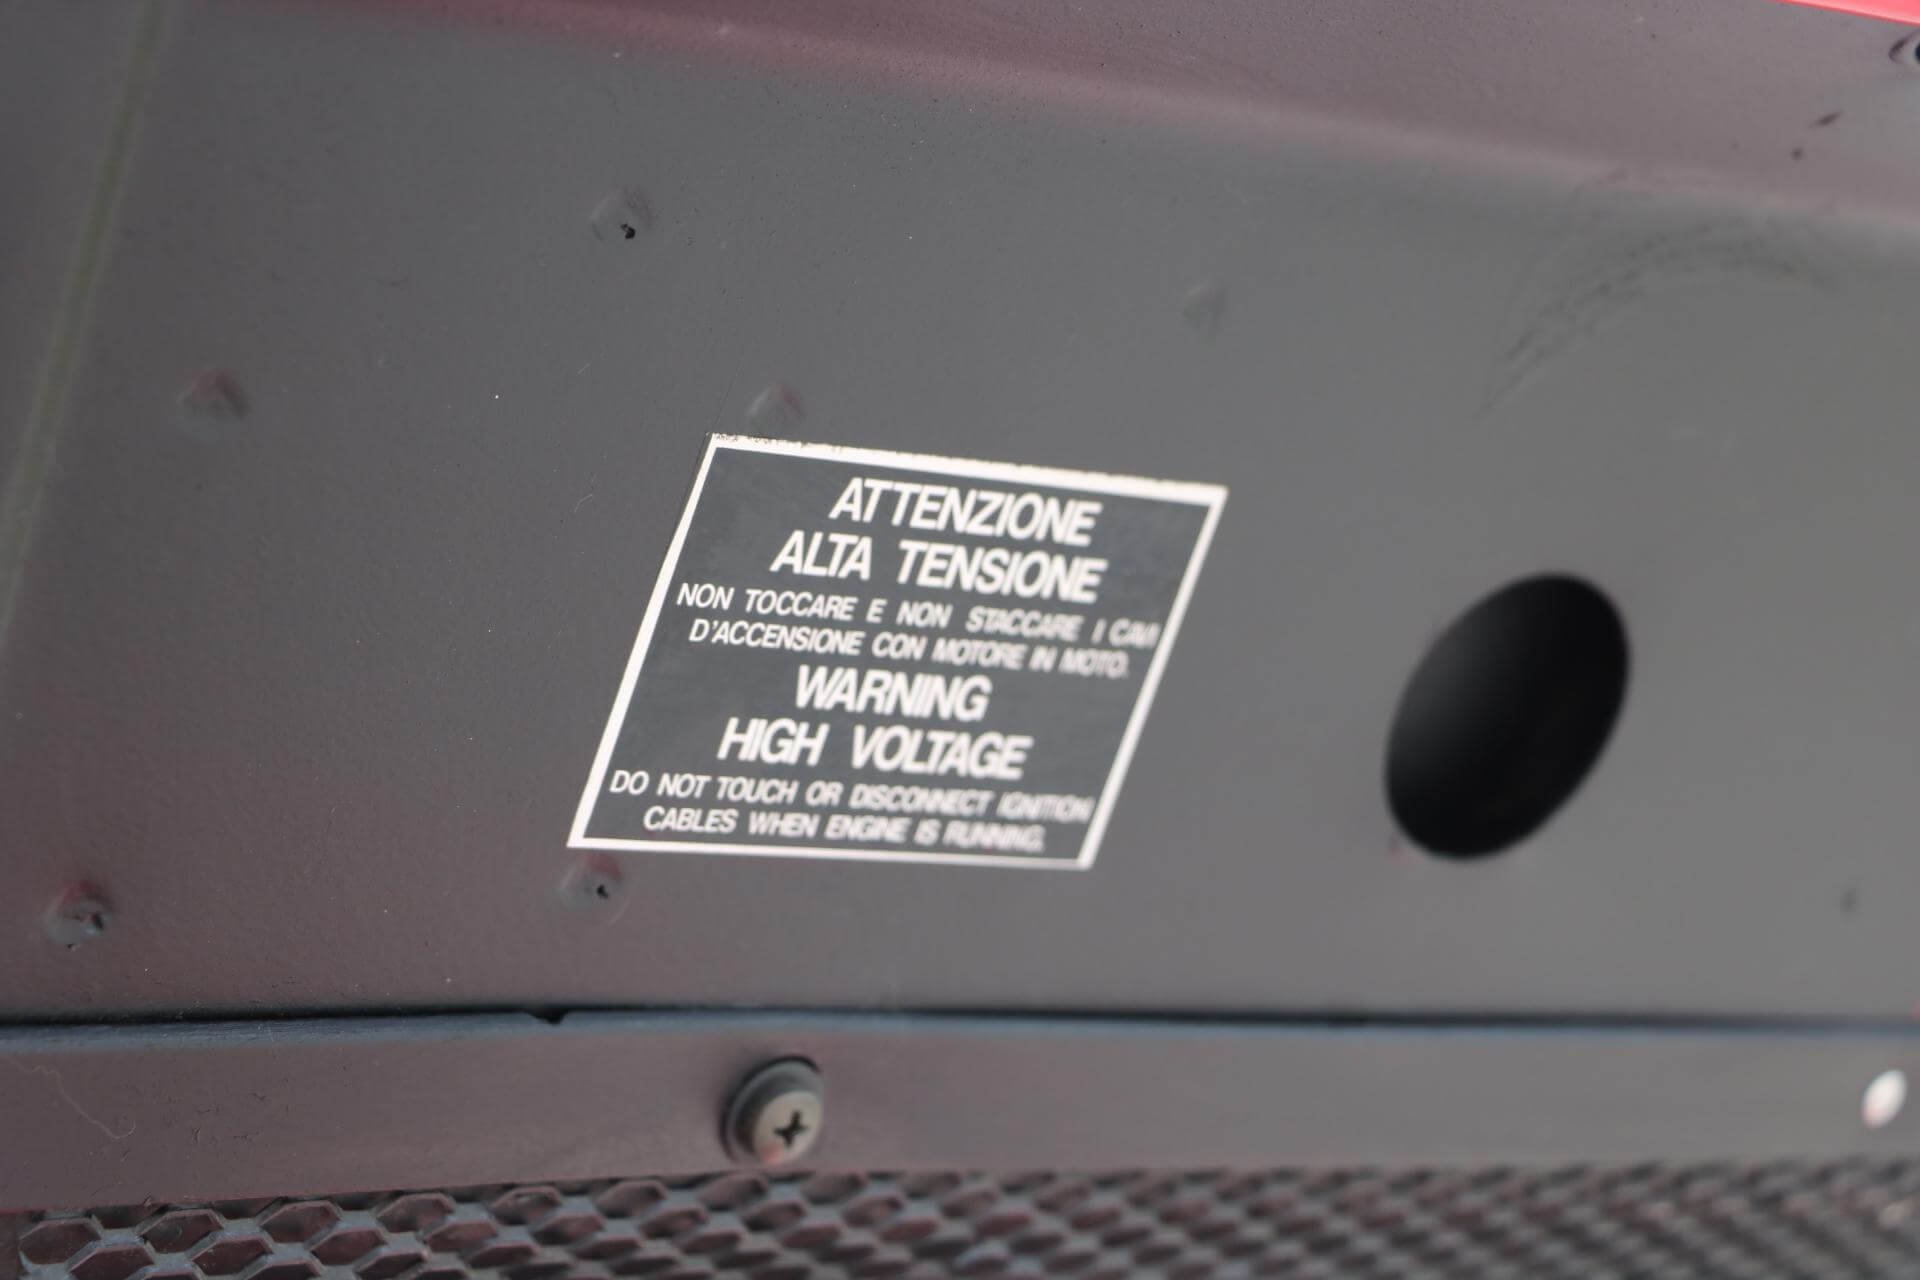 ATTENZIONE
ALTA TENSIONE
NON TOCCARE E NON STACCARE I CAVI
D'ACCENSIONE CON MOTORE IN MOTO.
WARNING
HIGH VOLTAGE
DO NOT TOUCH OR DISCONNECT IGNITION
CABLES WHEN ENGINE IS RUNNING.